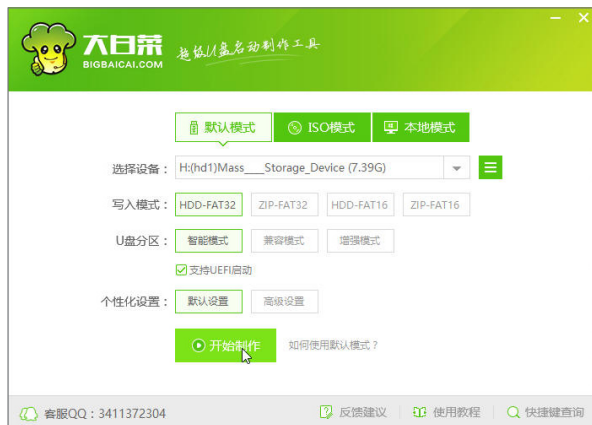 大白菜
BIGBAICAI.COM
超级U盘启动制作工具
默认模式 ISO模式 本地模式
选择设备： H:(hd1)Mass____Storage_Device (7.39G)
写入模式： HDD-FAT32 ZIP-FAT32 HDD-FAT16 ZIP-FAT16
U盘分区： 智能模式 兼容模式 增强模式
支持UEFI启动
个性化设置： 默认设置 高级设置
开始制作 如何使用默认模式？
客服QQ：3411372304 反馈建议 使用教程 快捷键查询